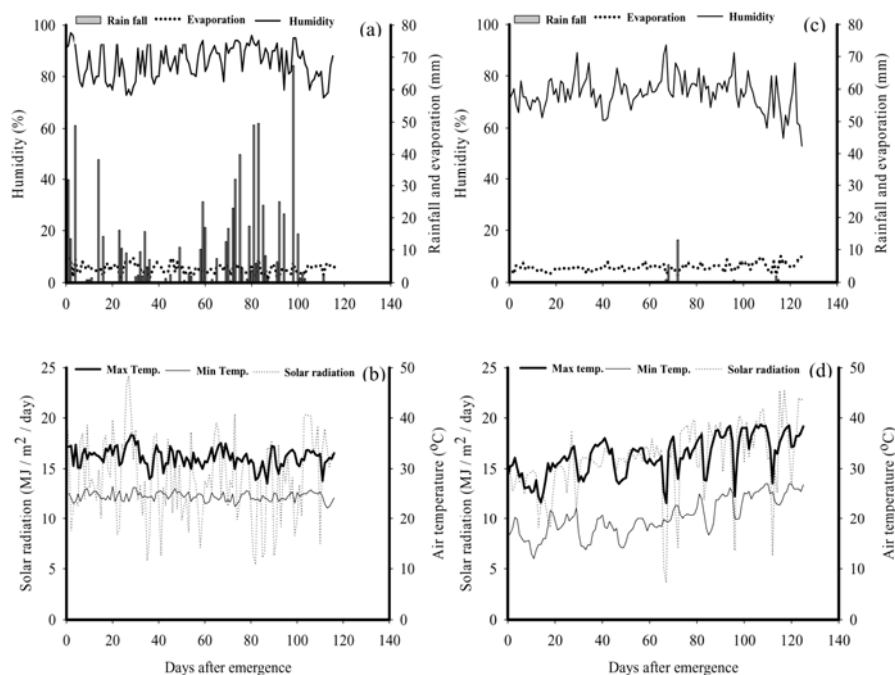 Rain fall Evaporation Humidity
(a)
Humidity (%)
100
80
60
40
20
0
80
70
60
50
40
30
20
10
0
Rainfall and evaporation (mm)
0 20 40 60 80 100 120 140
Rain fall Evaporation Humidity
(c)
Humidity (%)
100
80
60
40
20
0
80
70
60
50
40
30
20
10
0
Rainfall and evaporation (mm)
0 20 40 60 80 100 120 140
Max Temp. Min Temp. Solar radiation
(b)
Solar radiation (MJ / m² / day)
25
20
15
10
5
0
50
40
30
20
10
0
Air temperature (ºC)
0 20 40 60 80 100 120 140
Days after emergence
Max temp. Min Temp. Solar radiation
(d)
Solar radiation (MJ / m² / day)
25
20
15
10
5
0
50
40
30
20
10
0
Air temperature (ºC)
0 20 40 60 80 100 120 140
Days after emergence